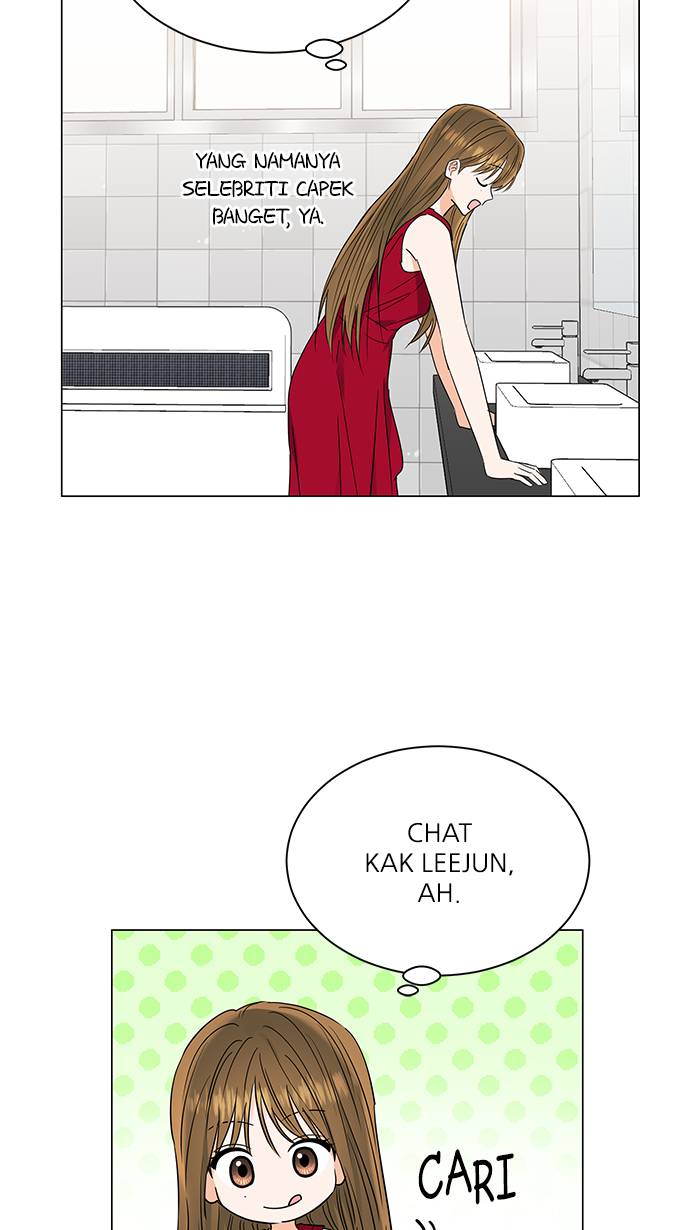 YANG NAMANYA
SELEBRITI CAPEK
BANGET, YA.
CHAT
KAK LEEJUN,
AH.
CARI